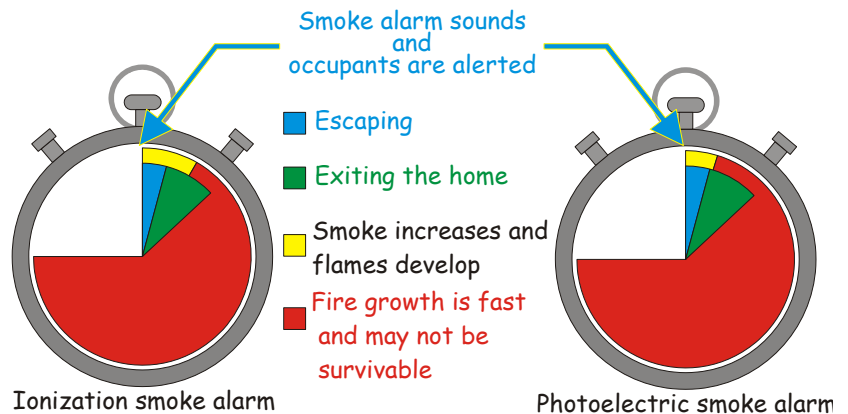 Smoke alarm sounds
and
occupants are alerted
Escaping
Exiting the home
Smoke increases and
flames develop
Fire growth is fast
and may not be
survivable
Ionization smoke alarm
Photoelectric smoke alarm